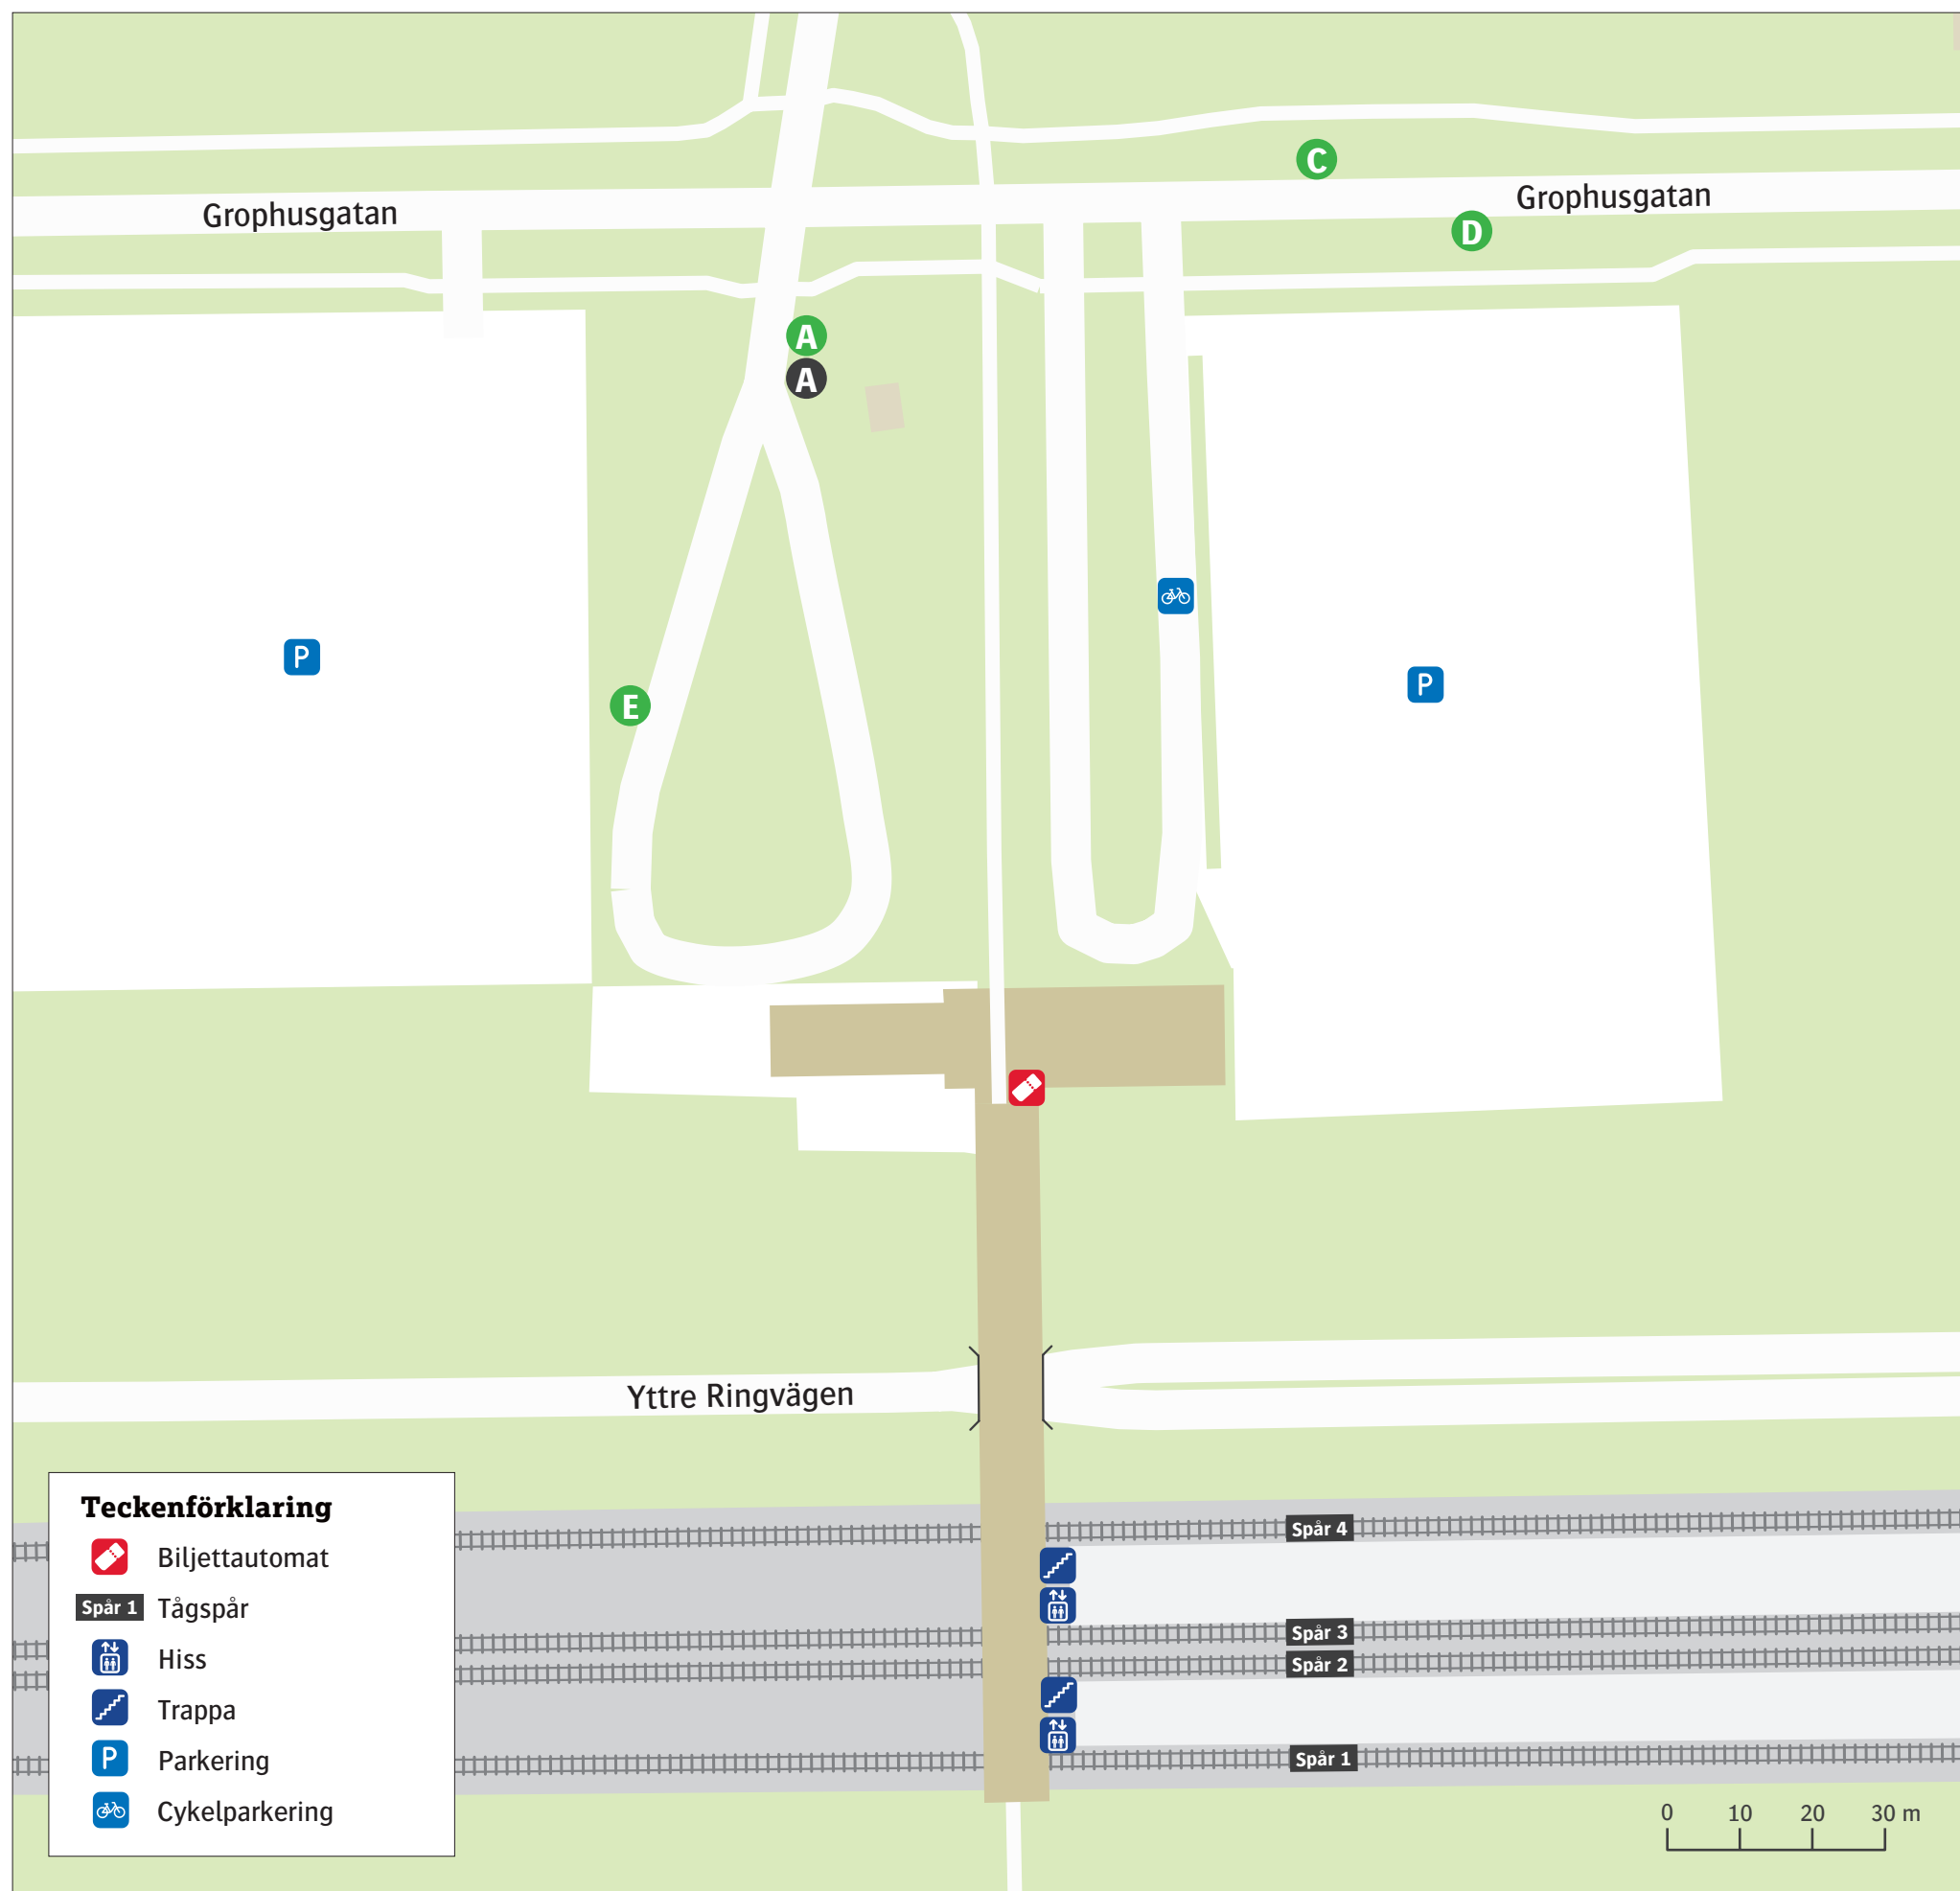 C
Grophusgatan
Grophusgatan
D
A
A
P
P
E
Yttre Ringvägen
Teckenförklaring
Biljettautomat
Spår 1 Tågspår
Hiss
Trappa
P Parkering
Cykelparkering
Spår 4
Spår 3
Spår 2
Spår 1
0 10 20 30 m